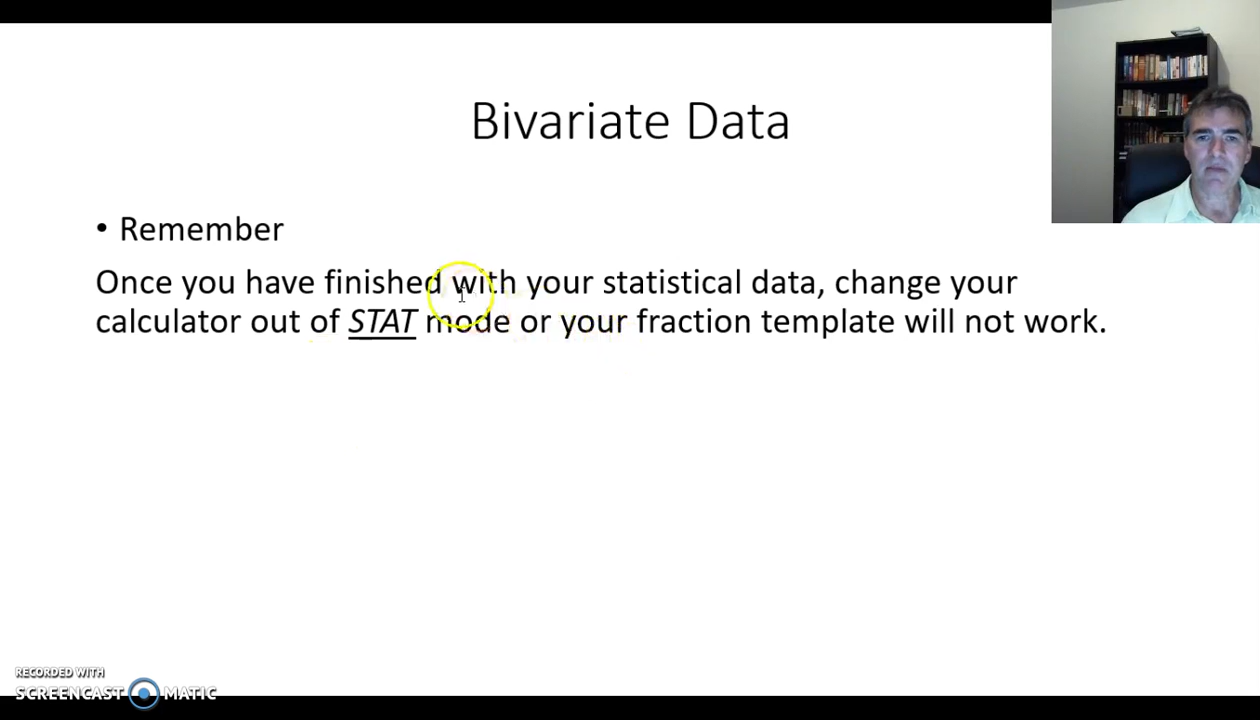 Bivariate Data
• Remember
Once you have finished with your statistical data, change your
calculator out of STAT mode or your fraction template will not work.
RECORDED WITH
SCREENCAST MATIC